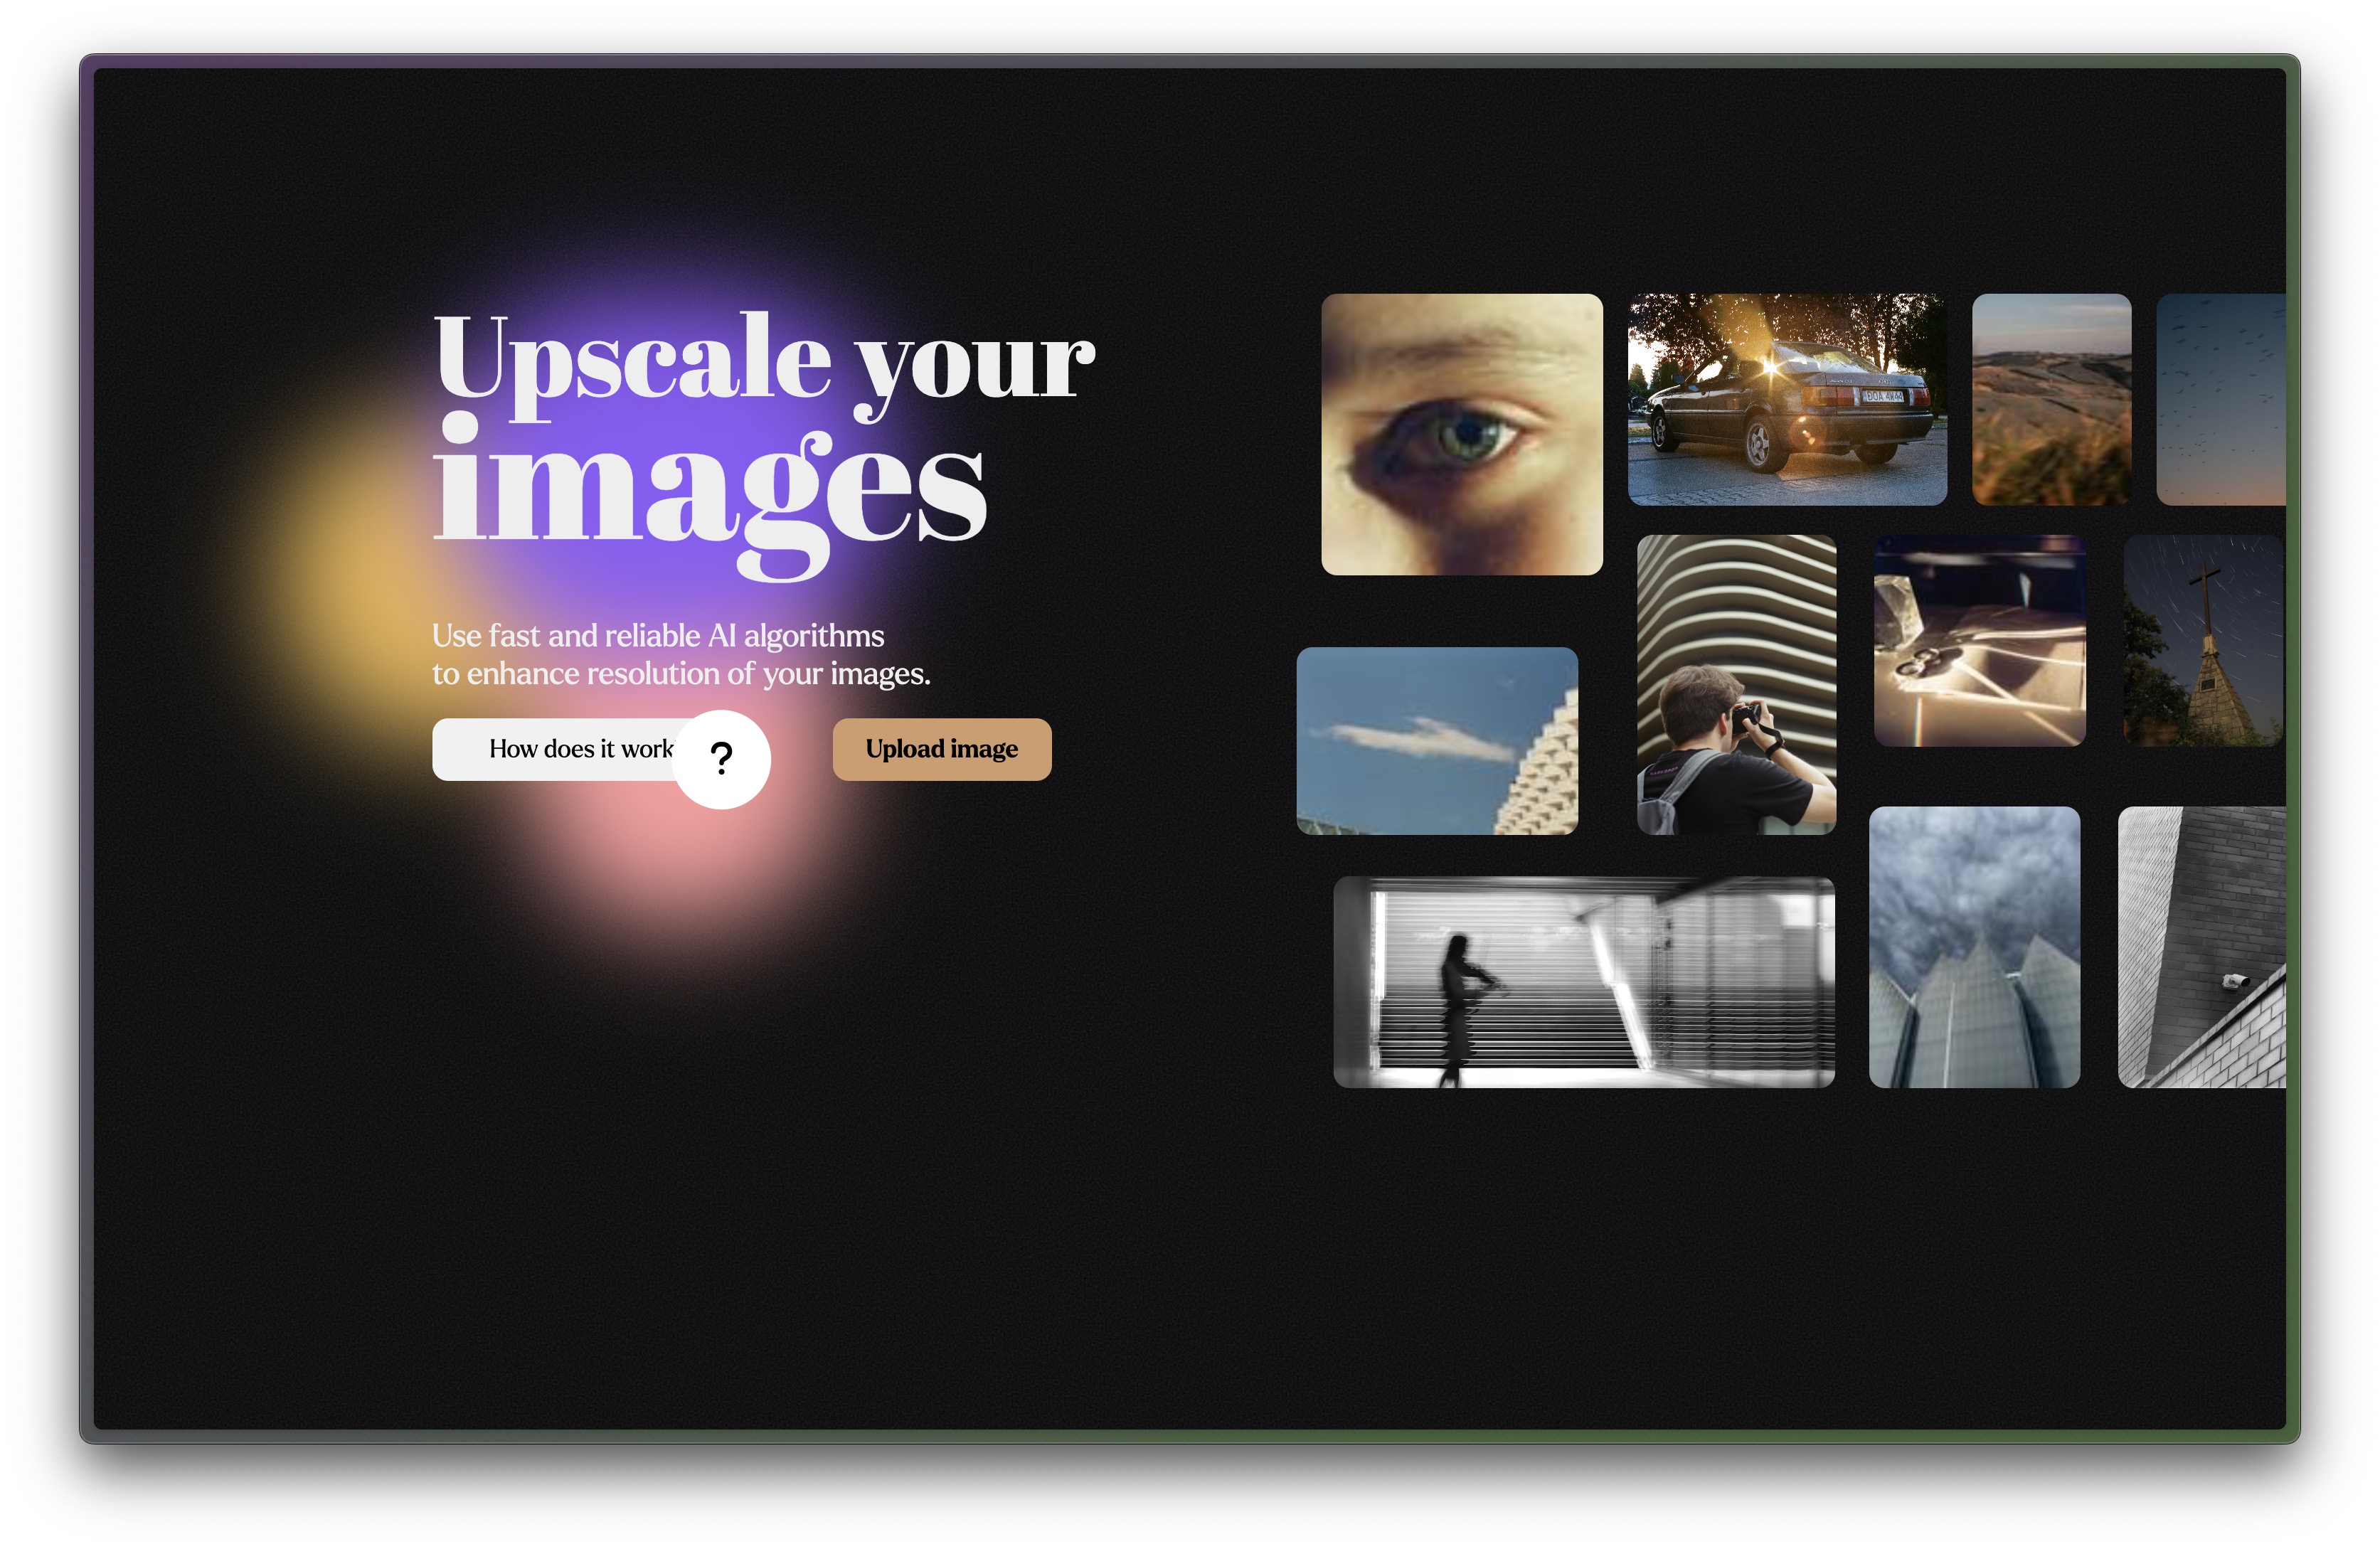 Upscale your
images
Use fast and reliable AI algorithms
to enhance resolution of your images.
How does it work
?
Upload image